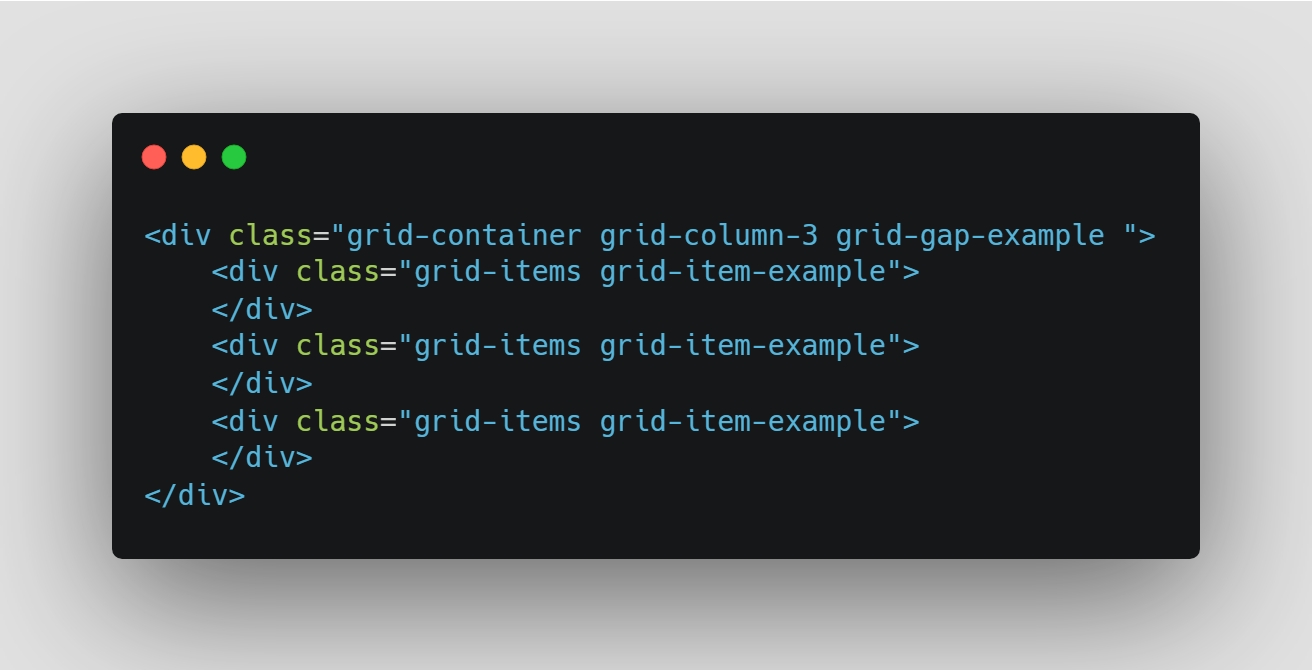 <div class="grid-container grid-column-3 grid-gap-example ">
    <div class="grid-items grid-item-example">
    </div>
    <div class="grid-items grid-item-example">
    </div>
    <div class="grid-items grid-item-example">
    </div>
</div>